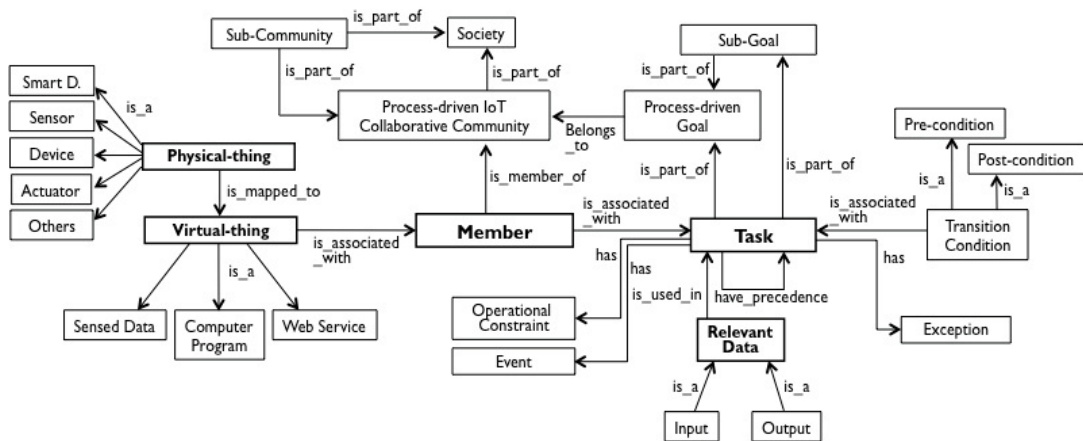 is_part_of
Sub-Community
Society
Sub-Goal
is_part_of
is_part_of
is_part_of
Smart D.
is_a
Sensor
Process-driven IoT
Collaborative Community
Process-driven
Goal
Belongs
_to
Pre-condition
Device
Physical-thing
Post-condition
is_part_of
is_part_of
is_member_of
Actuator
is_mapped_to
is_a
is_a
Others
Virtual-thing
is_associated
_with
Member
is_associated
_with
Task
is_associated
_with
Transition
Condition
has
has
has
is_a
is_used_in
have_precedence
Sensed Data
Computer
Program
Web Service
Operational
Constraint
Relevant
Data
Exception
Event
is_a
is_a
Input
Output